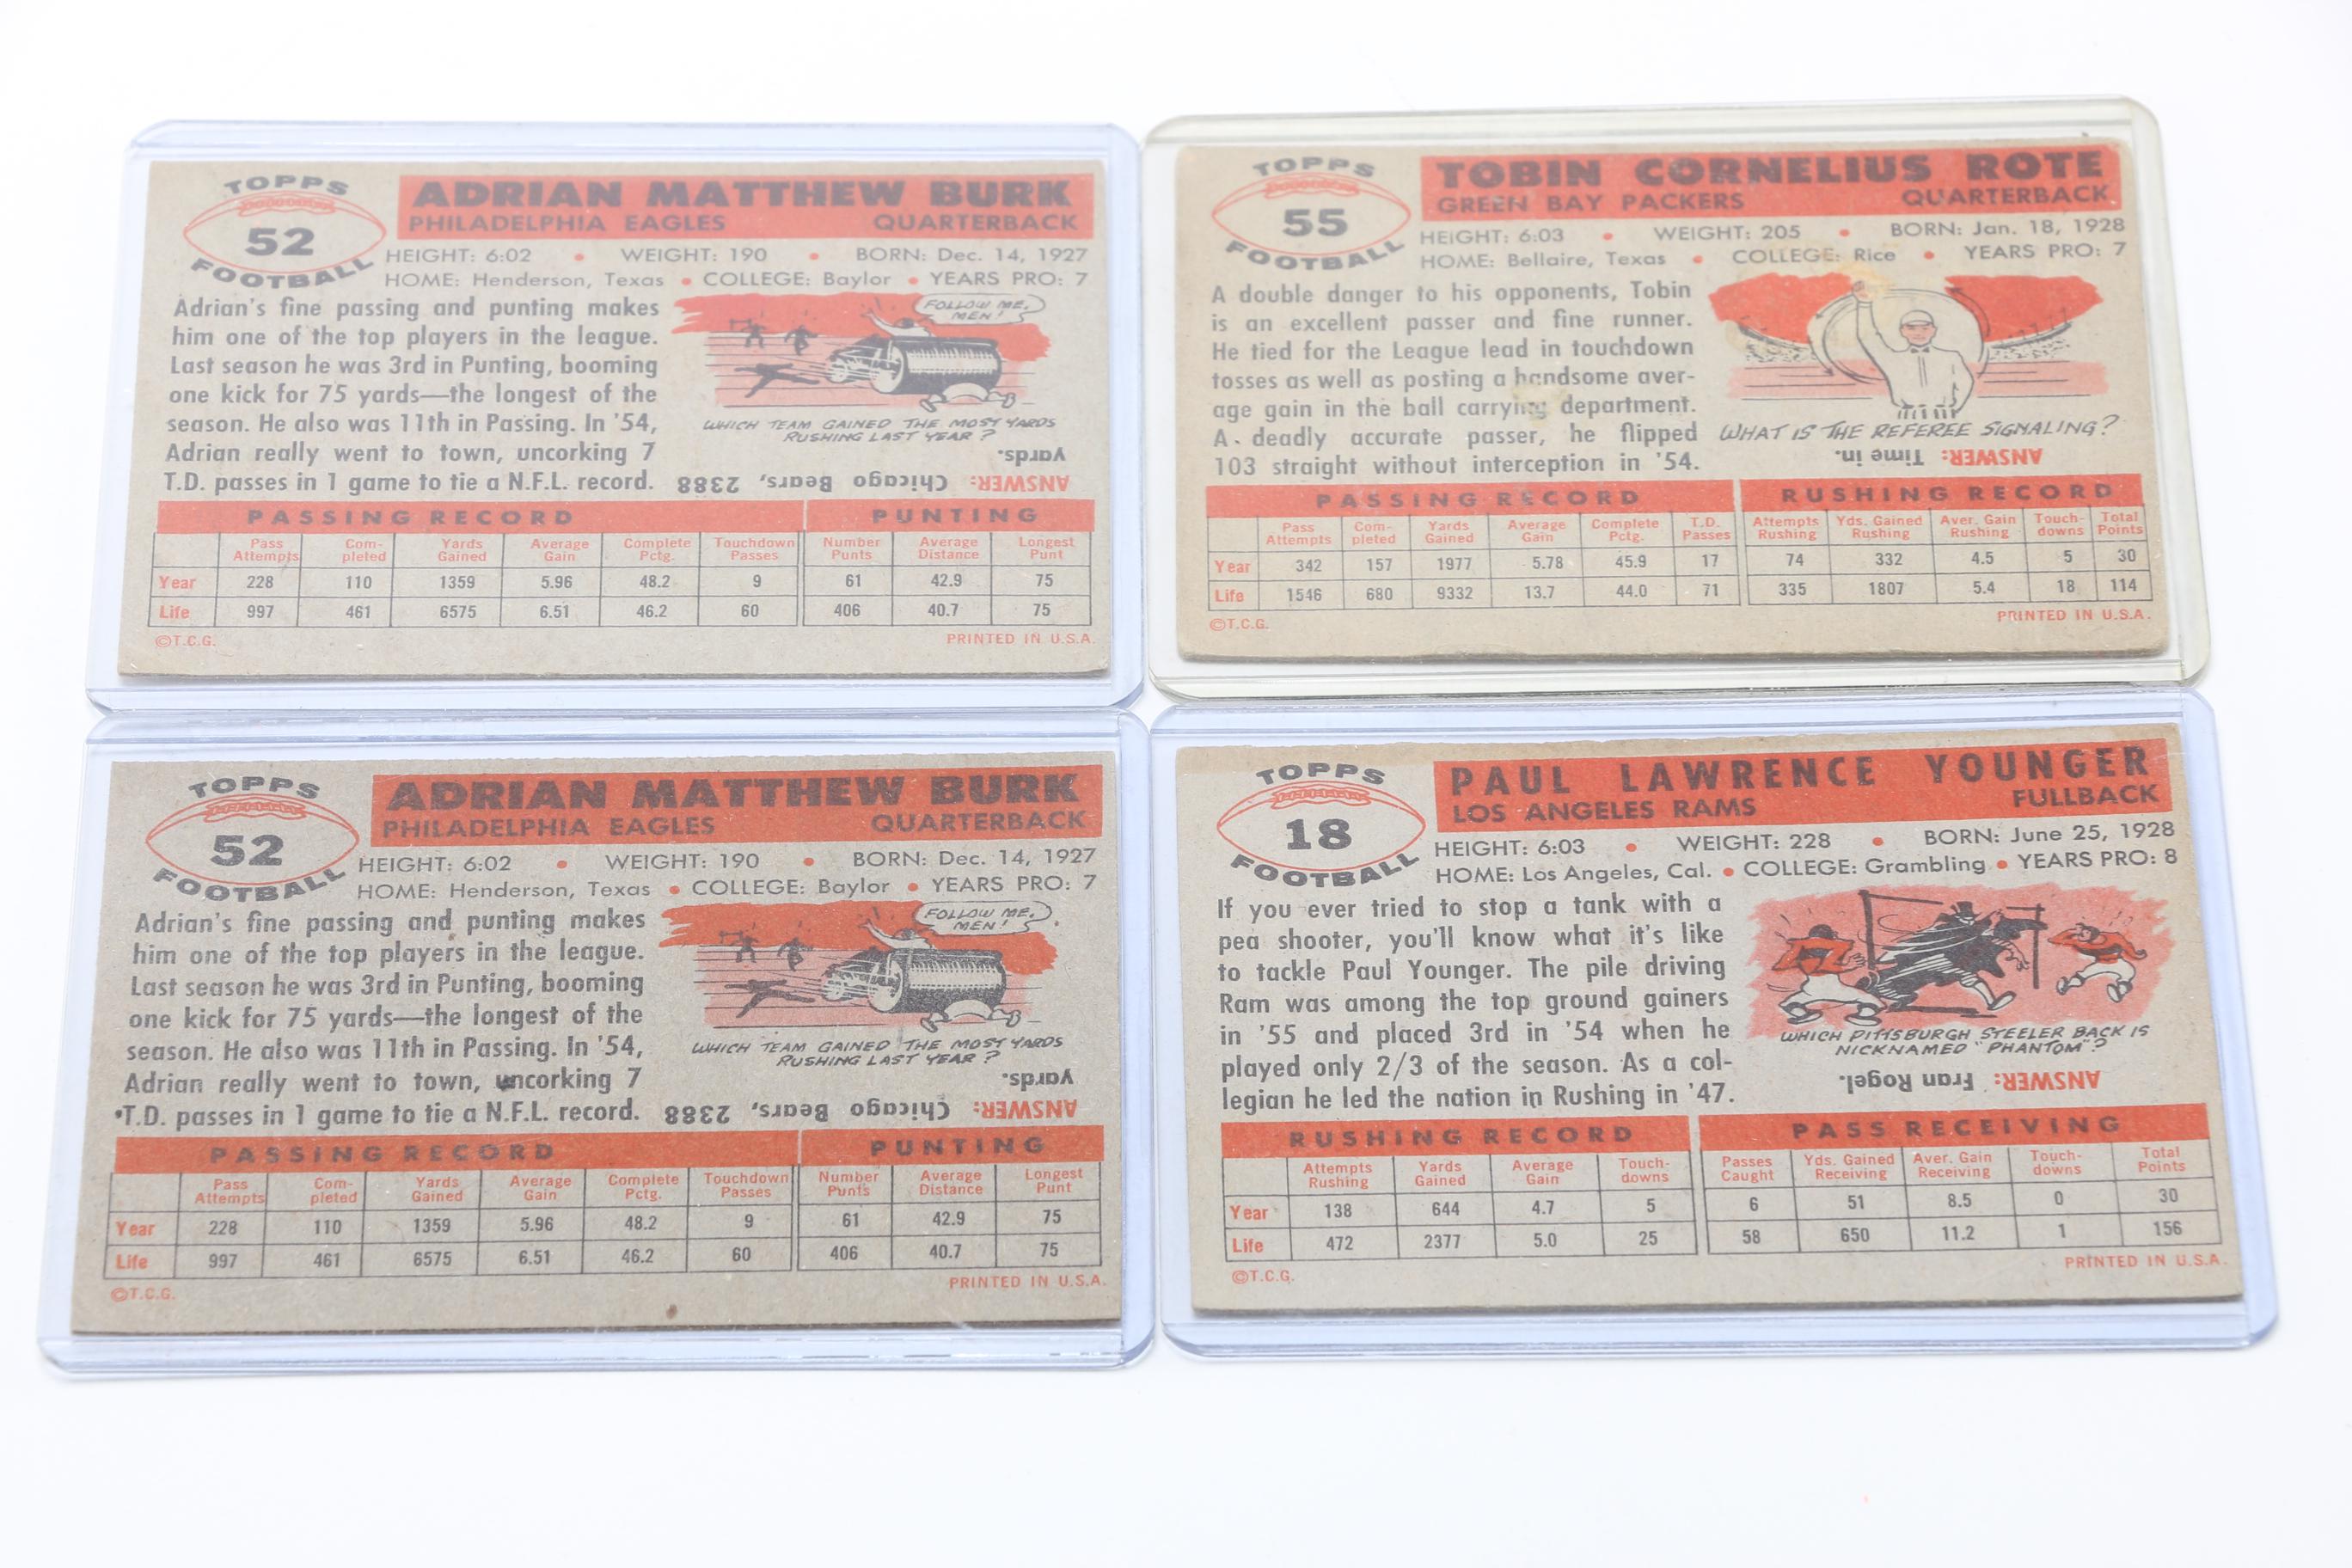 TOPPS
52
FOOTBALL
ADRIAN MATTHEW BURK
PHILADELPHIA EAGLES QUARTERBACK
HEIGHT: 6:02 • WEIGHT: 190 • BORN: Dec. 14, 1927
HOME: Henderson, Texas • COLLEGE: Baylor • YEARS PRO: 7
Adrian's fine passing and punting makes
him one of the top players in the league.
Last season he was 3rd in Punting, booming
one kick for 75 yards—the longest of the
season. He also was 11th in Passing. In '54,
Adrian really went to town, uncorking 7
T.D. passes in 1 game to tie a N.F.L. record.
FOLLOW ME,
MEN!
WHICH TEAM GAINED THE MOST YARDS
RUSHING LAST YEAR?
ANSWER: Chicago Bears, 2388
yards.
PASSING RECORD PUNTING
Pass Attempts Com-pleted Yards Gained Average Gain Complete Pctg. Touchdown Passes Number Punts Average Distance Longest Punt
Year 228 110 1359 5.96 48.2 9 61 42.9 75
Life 997 461 6575 6.51 46.2 60 406 40.7 75
©T.C.G. PRINTED IN U.S.A.
TOPPS
55
FOOTBALL
TOBIN CORNELIUS ROTE
GREEN BAY PACKERS QUARTERBACK
HEIGHT: 6:03 • WEIGHT: 205 • BORN: Jan. 18, 1928
HOME: Bellaire, Texas • COLLEGE: Rice • YEARS PRO: 7
A double danger to his opponents, Tobin
is an excellent passer and fine runner.
He tied for the League lead in touchdown
tosses as well as posting a handsome aver-
age gain in the ball carrying department.
A deadly accurate passer, he flipped
103 straight without interception in '54.
WHAT IS THE REFEREE SIGNALING?
ANSWER: Time in.
PASSING RECORD RUSHING RECORD
Pass Attempts Com-pleted Yards Gained Average Gain Complete Pctg. T.D. Passes Attempts Rushing Yds. Gained Rushing Aver. Gain Rushing Touch-downs Total Points
Year 342 157 1977 5.78 45.9 17 74 332 4.5 5 30
Life 1546 680 9332 13.7 44.0 71 335 1807 5.4 18 114
©T.C.G. PRINTED IN U.S.A.
TOPPS
52
FOOTBALL
ADRIAN MATTHEW BURK
PHILADELPHIA EAGLES QUARTERBACK
HEIGHT: 6:02 • WEIGHT: 190 • BORN: Dec. 14, 1927
HOME: Henderson, Texas • COLLEGE: Baylor • YEARS PRO: 7
Adrian's fine passing and punting makes
him one of the top players in the league.
Last season he was 3rd in Punting, booming
one kick for 75 yards—the longest of the
season. He also was 11th in Passing. In '54,
Adrian really went to town, uncorking 7
T.D. passes in 1 game to tie a N.F.L. record.
FOLLOW ME,
MEN!
WHICH TEAM GAINED THE MOST YARDS
RUSHING LAST YEAR?
ANSWER: Chicago Bears, 2388
yards.
PASSING RECORD PUNTING
Pass Attempts Com-pleted Yards Gained Average Gain Complete Pctg. Touchdown Passes Number Punts Average Distance Longest Punt
Year 228 110 1359 5.96 48.2 9 61 42.9 75
Life 997 461 6575 6.51 46.2 60 406 40.7 75
©T.C.G. PRINTED IN U.S.A.
TOPPS
18
FOOTBALL
PAUL LAWRENCE YOUNGER
LOS ANGELES RAMS FULLBACK
HEIGHT: 6:03 • WEIGHT: 228 • BORN: June 25, 1928
HOME: Los Angeles, Cal. • COLLEGE: Grambling • YEARS PRO: 8
If you ever tried to stop a tank with a
pea shooter, you'll know what it's like
to tackle Paul Younger. The pile driving
Ram was among the top ground gainers
in '55 and placed 3rd in '54 when he
played only 2/3 of the season. As a col-
legian he led the nation in Rushing in '47.
WHICH PITTSBURGH STEELER BACK IS
NICKNAMED "PHANTOM"?
ANSWER: Fran Rogel.
RUSHING RECORD PASS RECEIVING
Attempts Rushing Yards Gained Average Gain Touch-downs Passes Caught Yds. Gained Receiving Aver. Gain Receiving Touch-downs Total Points
Year 138 644 4.7 5 6 51 8.5 0 30
Life 472 2377 5.0 25 58 650 11.2 1 156
©T.C.G. PRINTED IN U.S.A.